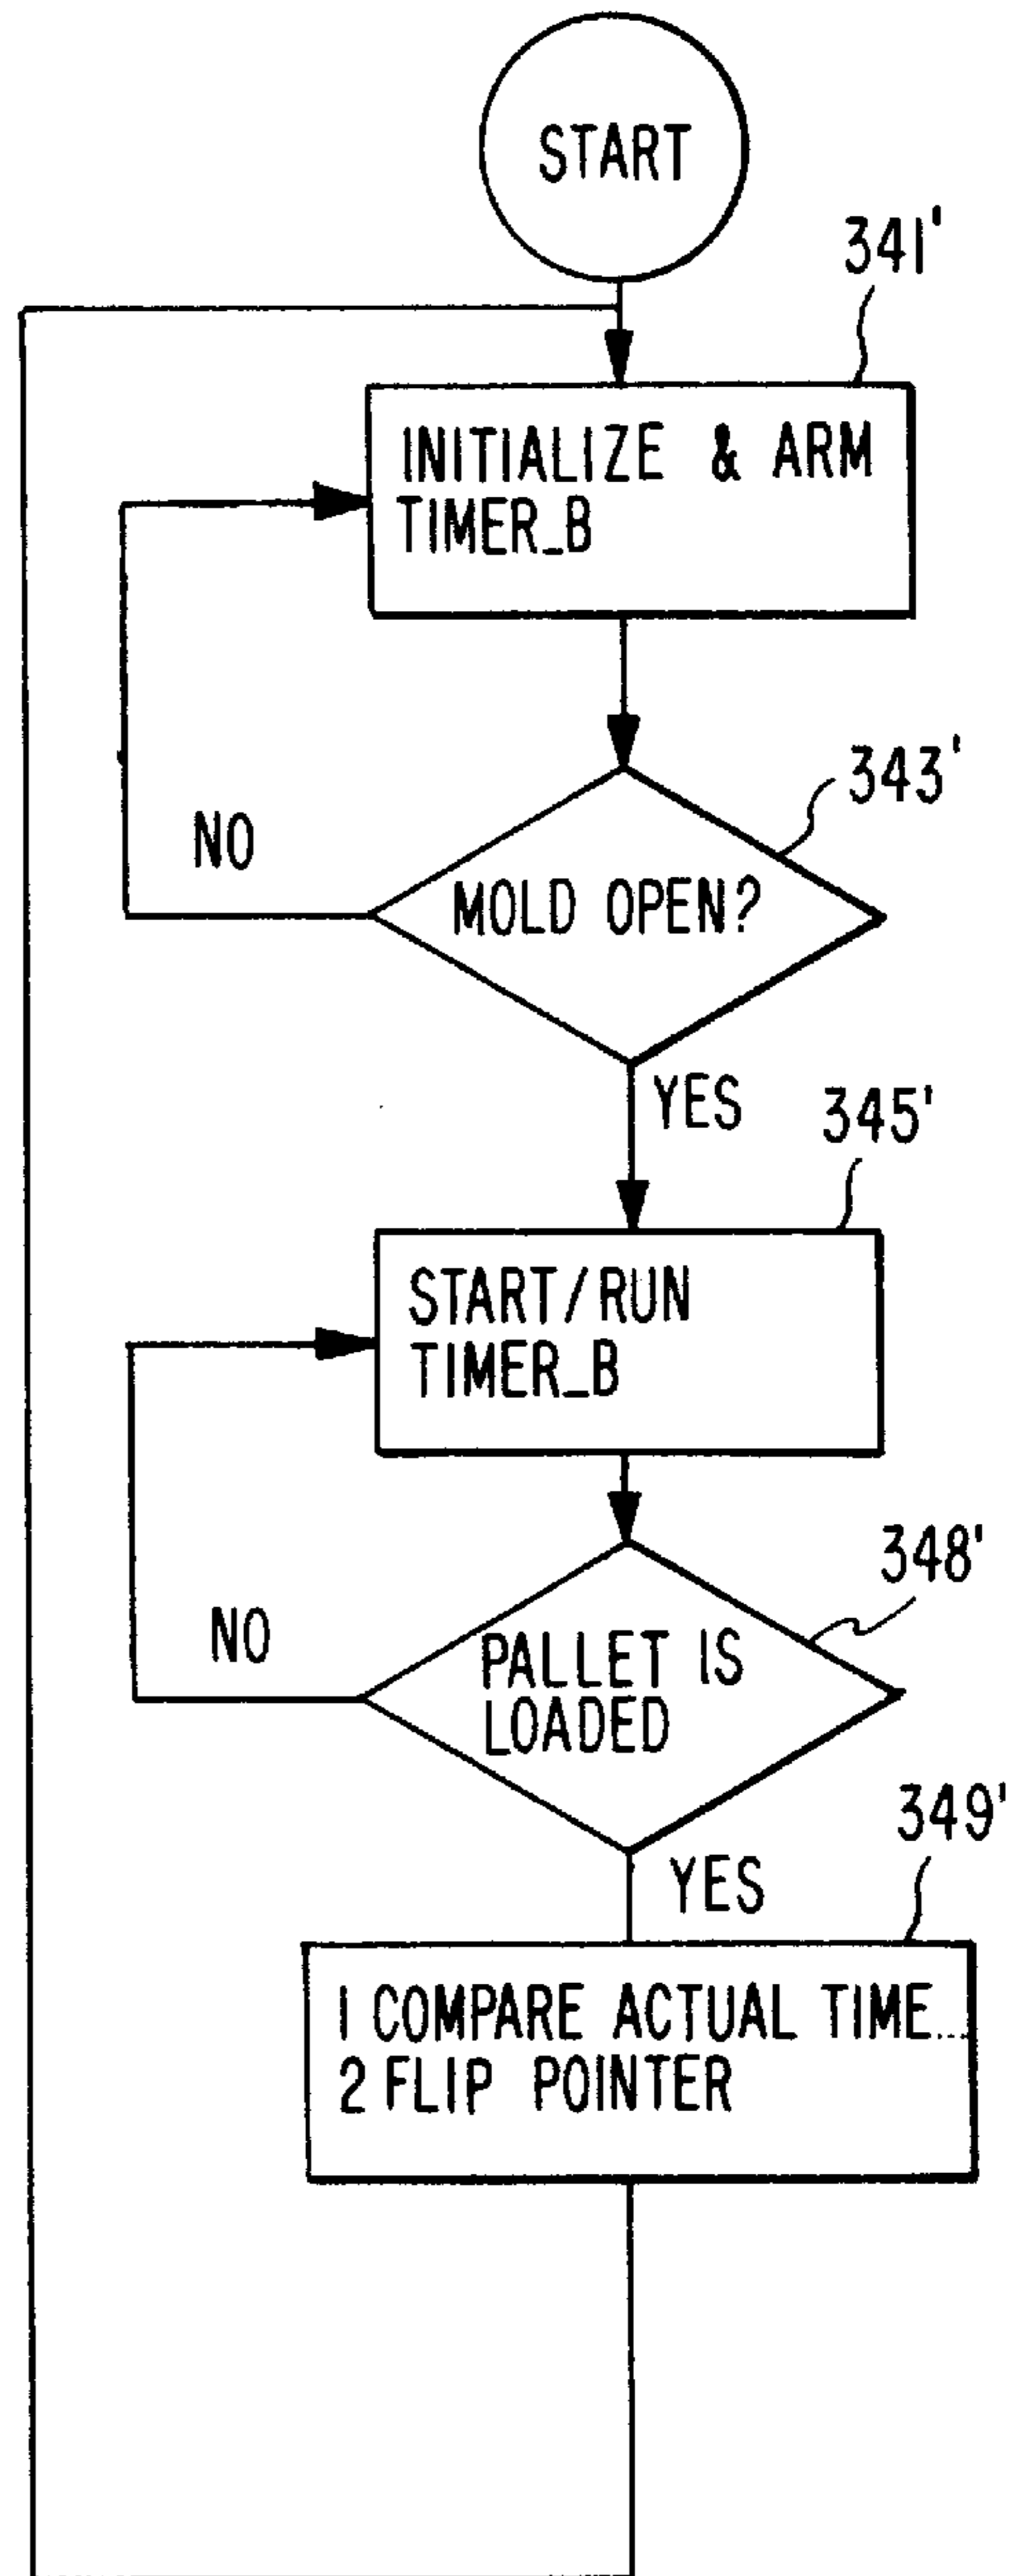 START
341'
INITIALIZE & ARM
TIMER_B
343'
NO
MOLD OPEN?
YES
345'
START/RUN
TIMER_B
348'
NO
PALLET IS
LOADED
349'
YES
1 COMPARE ACTUAL TIME...
2 FLIP POINTER